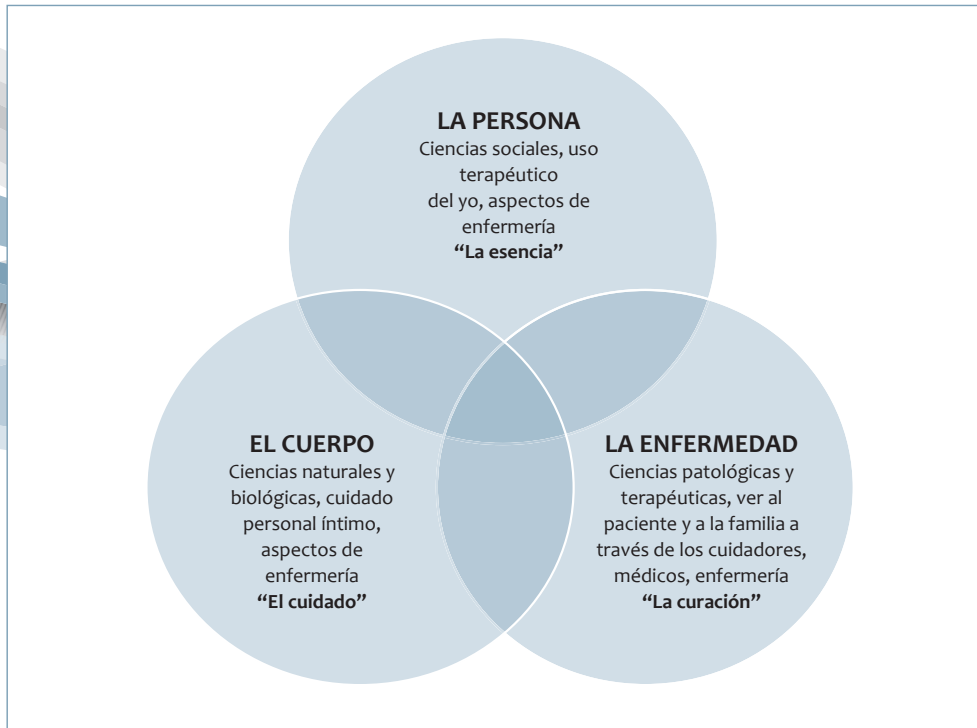 LA PERSONA
Ciencias sociales, uso
terapéutico
del yo, aspectos de
enfermería
“La esencia”
EL CUERPO
Ciencias naturales y
biológicas, cuidado
personal íntimo,
aspectos de
enfermería
“El cuidado”
LA ENFERMEDAD
Ciencias patológicas y
terapéuticas, ver al
paciente y a la familia a
través de los cuidadores,
médicos, enfermería
“La curación”